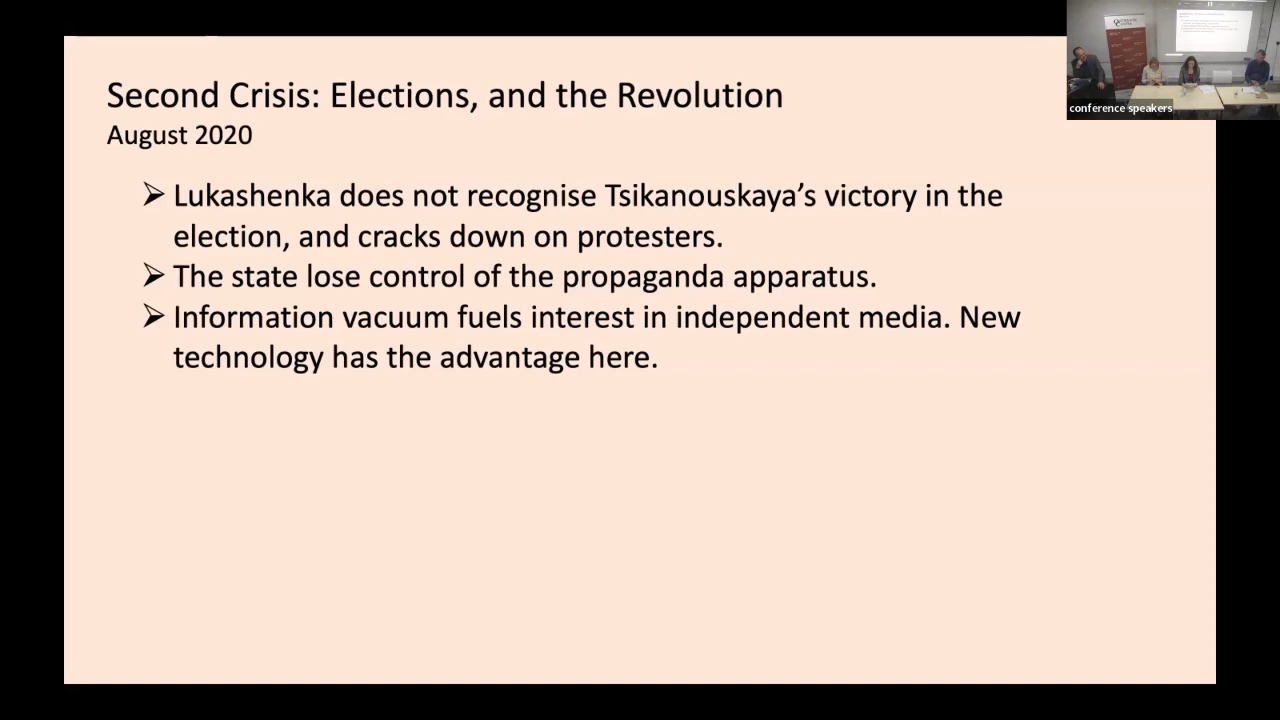 Second Crisis: Elections, and the Revolution
August 2020
➢ Lukashenka does not recognise Tsikanouskaya’s victory in the
election, and cracks down on protesters.
➢ The state lose control of the propaganda apparatus.
➢ Information vacuum fuels interest in independent media. New
technology has the advantage here.
conference speakers